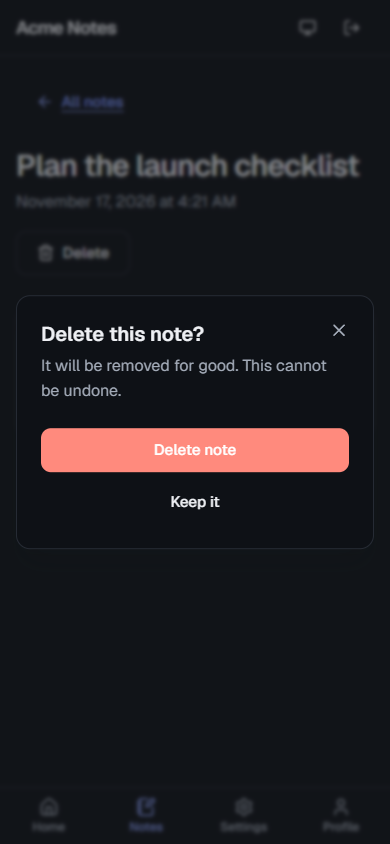 Acme Notes
All notes
Plan the launch checklist
November 17, 2026 at 4:21 AM
Delete
Delete this note?
It will be removed for good. This cannot
be undone.
Delete note
Keep it
Home
Notes
Settings
Profile